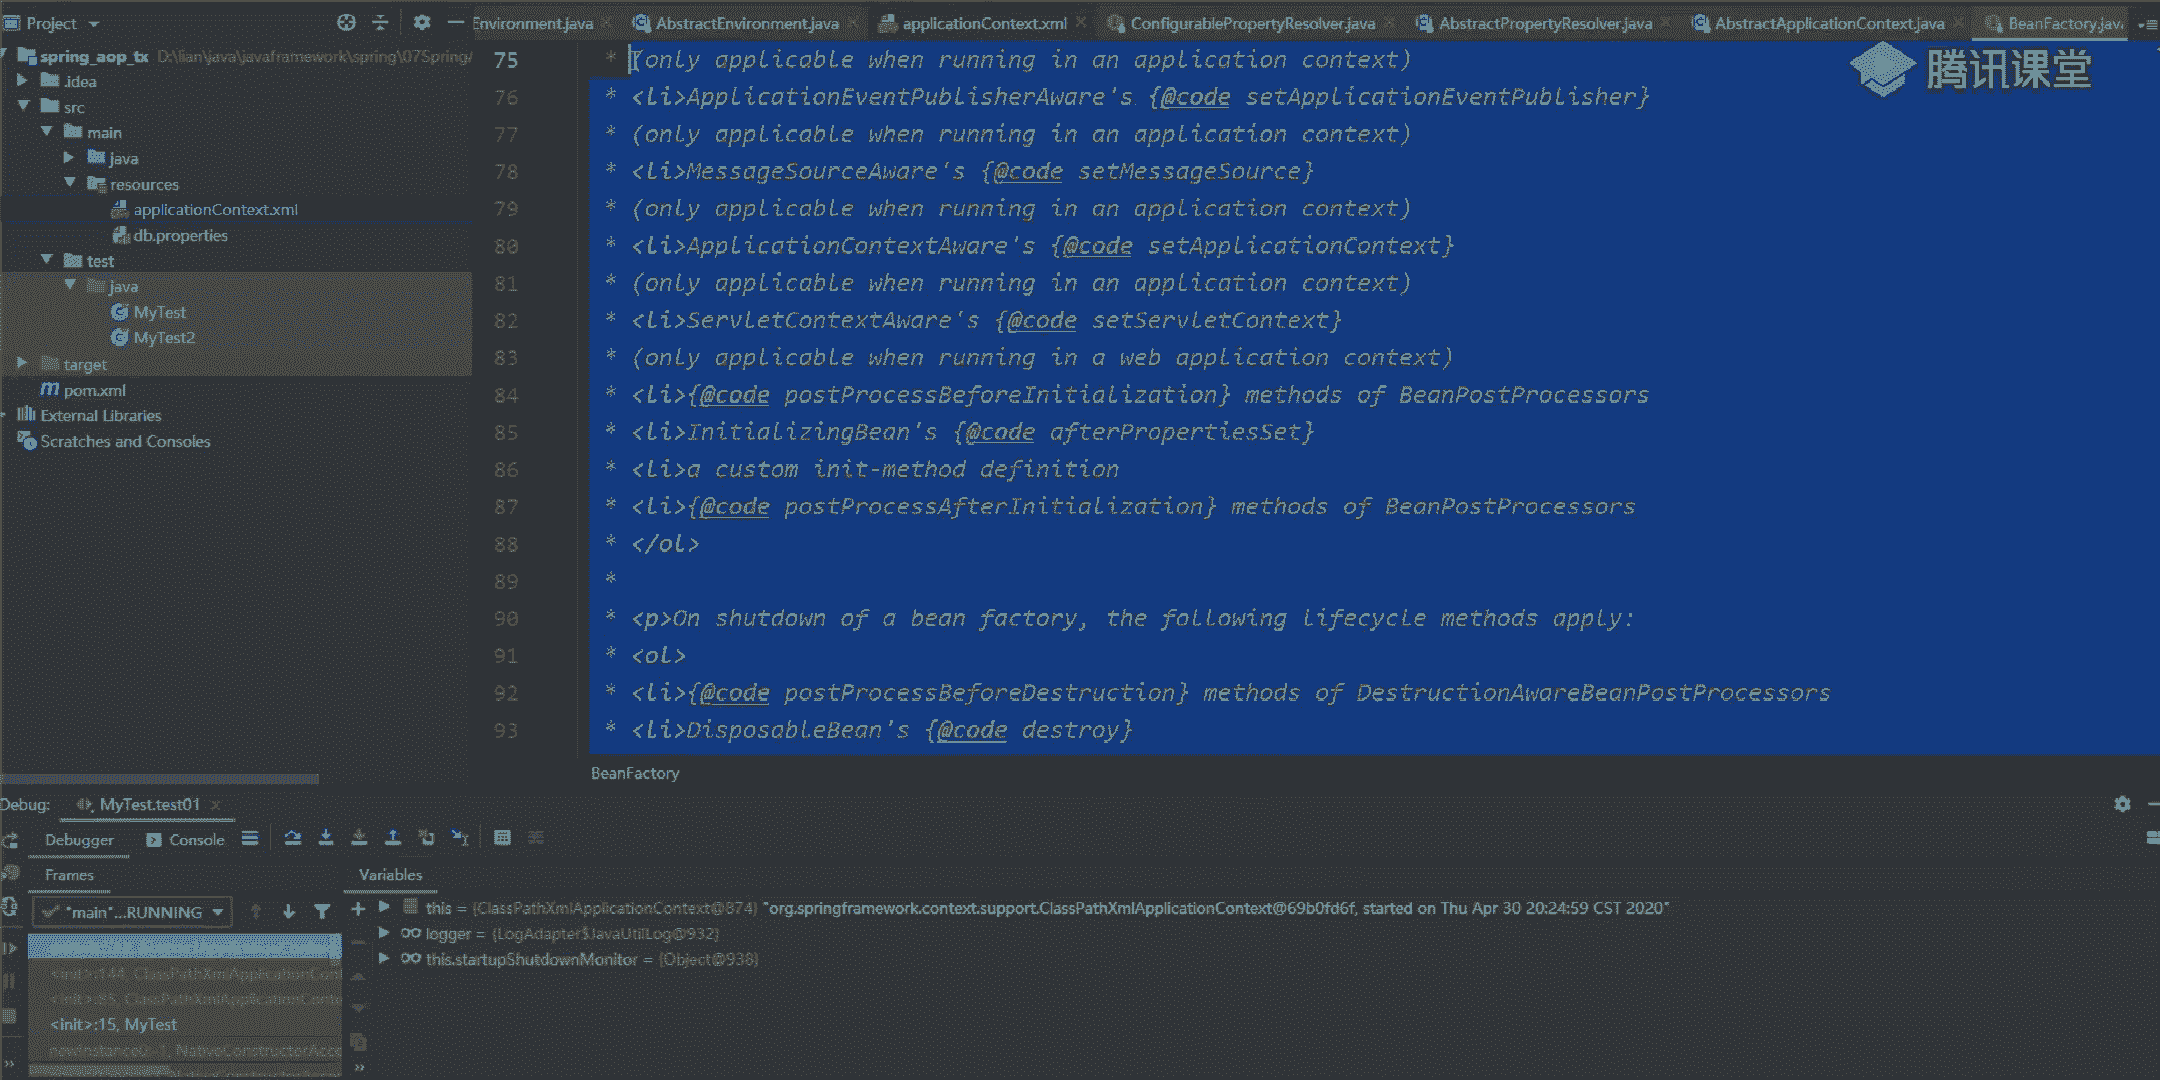 Project
Environment.java
AbstractEnvironment.java
applicationContext.xml
ConfigurablePropertyResolver.java
AbstractPropertyResolver.java
AbstractApplicationContext.java
BeanFactory.java
腾讯课堂
spring_aop_tx D:\lian\java\javaframework\spring\07Spring/
.idea
src
main
java
resources
applicationContext.xml
db.properties
test
java
MyTest
MyTest2
target
pom.xml
External Libraries
Scratches and Consoles
75 * (only applicable when running in an application context)
76 * <li>ApplicationEventPublisherAware's {@code setApplicationEventPublisher}
77 * (only applicable when running in an application context)
78 * <li>MessageSourceAware's {@code setMessageSource}
79 * (only applicable when running in an application context)
80 * <li>ApplicationContextAware's {@code setApplicationContext}
81 * (only applicable when running in an application context)
82 * <li>ServletContextAware's {@code setServletContext}
83 * (only applicable when running in a web application context)
84 * <li>{@code postProcessBeforeInitialization} methods of BeanPostProcessors
85 * <li>InitializingBean's {@code afterPropertiesSet}
86 * <li>a custom init-method definition
87 * <li>{@code postProcessAfterInitialization} methods of BeanPostProcessors
88 * </ol>
89 *
90 * <p>On shutdown of a bean factory, the following lifecycle methods apply:
91 * <ol>
92 * <li>{@code postProcessBeforeDestruction} methods of DestructionAwareBeanPostProcessors
93 * <li>DisposableBean's {@code destroy}
BeanFactory
Debug: MyTest.test01
Debugger Console
Frames
Variables
"main"...RUNNING
this = {ClassPathXmlApplicationContext@874} "org.springframework.context.support.ClassPathXmlApplicationContext@69b0fd6f, started on Thu Apr 30 20:24:59 CST 2020"
logger = {LogAdapter$JavaUtilLog@932}
this.startupShutdownMonitor = {Object@938}
<init>:144, ClassPathXmlApplicationCont
<init>:85, ClassPathXmlApplicationConte
<init>:15, MyTest
newInstance0:-1, NativeConstructorAcce